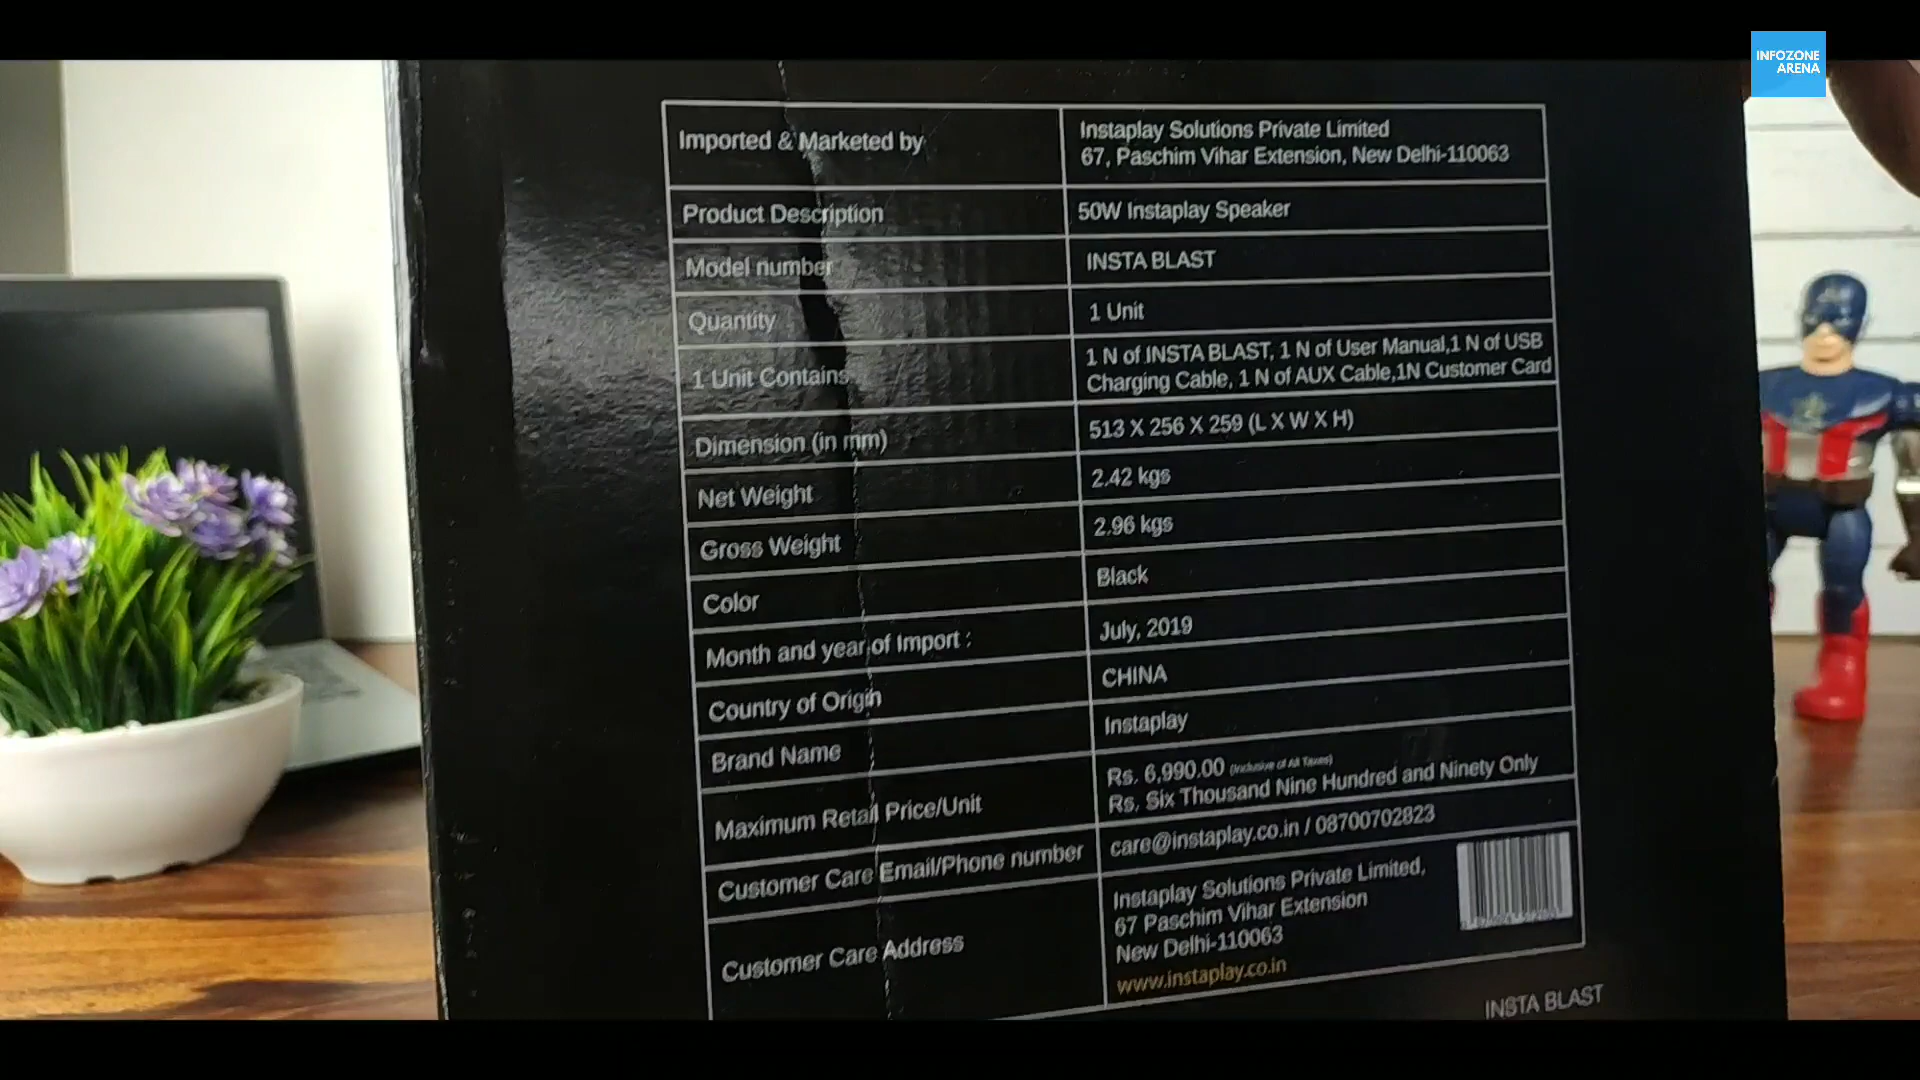 INFOZONE
ARENA
Imported & Marketed by
Instaplay Solutions Private Limited
67, Paschim Vihar Extension, New Delhi-110063
Product Description
50W Instaplay Speaker
Model number
INSTA BLAST
Quantity
1 Unit
1 Unit Contains
1 N of INSTA BLAST, 1 N of User Manual,1 N of USB
Charging Cable, 1 N of AUX Cable,1N Customer Card
Dimension (in mm)
513 X 256 X 259 (L X W X H)
Net Weight
2.42 kgs
Gross Weight
2.96 kgs
Color
Black
Month and year of Import :
July, 2019
Country of Origin
CHINA
Brand Name
Instaplay
Maximum Retail Price/Unit
Rs. 6,990.00 (Inclusive of All Taxes)
Rs. Six Thousand Nine Hundred and Ninety Only
Customer Care Email/Phone number
care@instaplay.co.in / 08700702823
Customer Care Address
Instaplay Solutions Private Limited,
67 Paschim Vihar Extension
New Delhi-110063
www.instaplay.co.in
INSTA BLAST